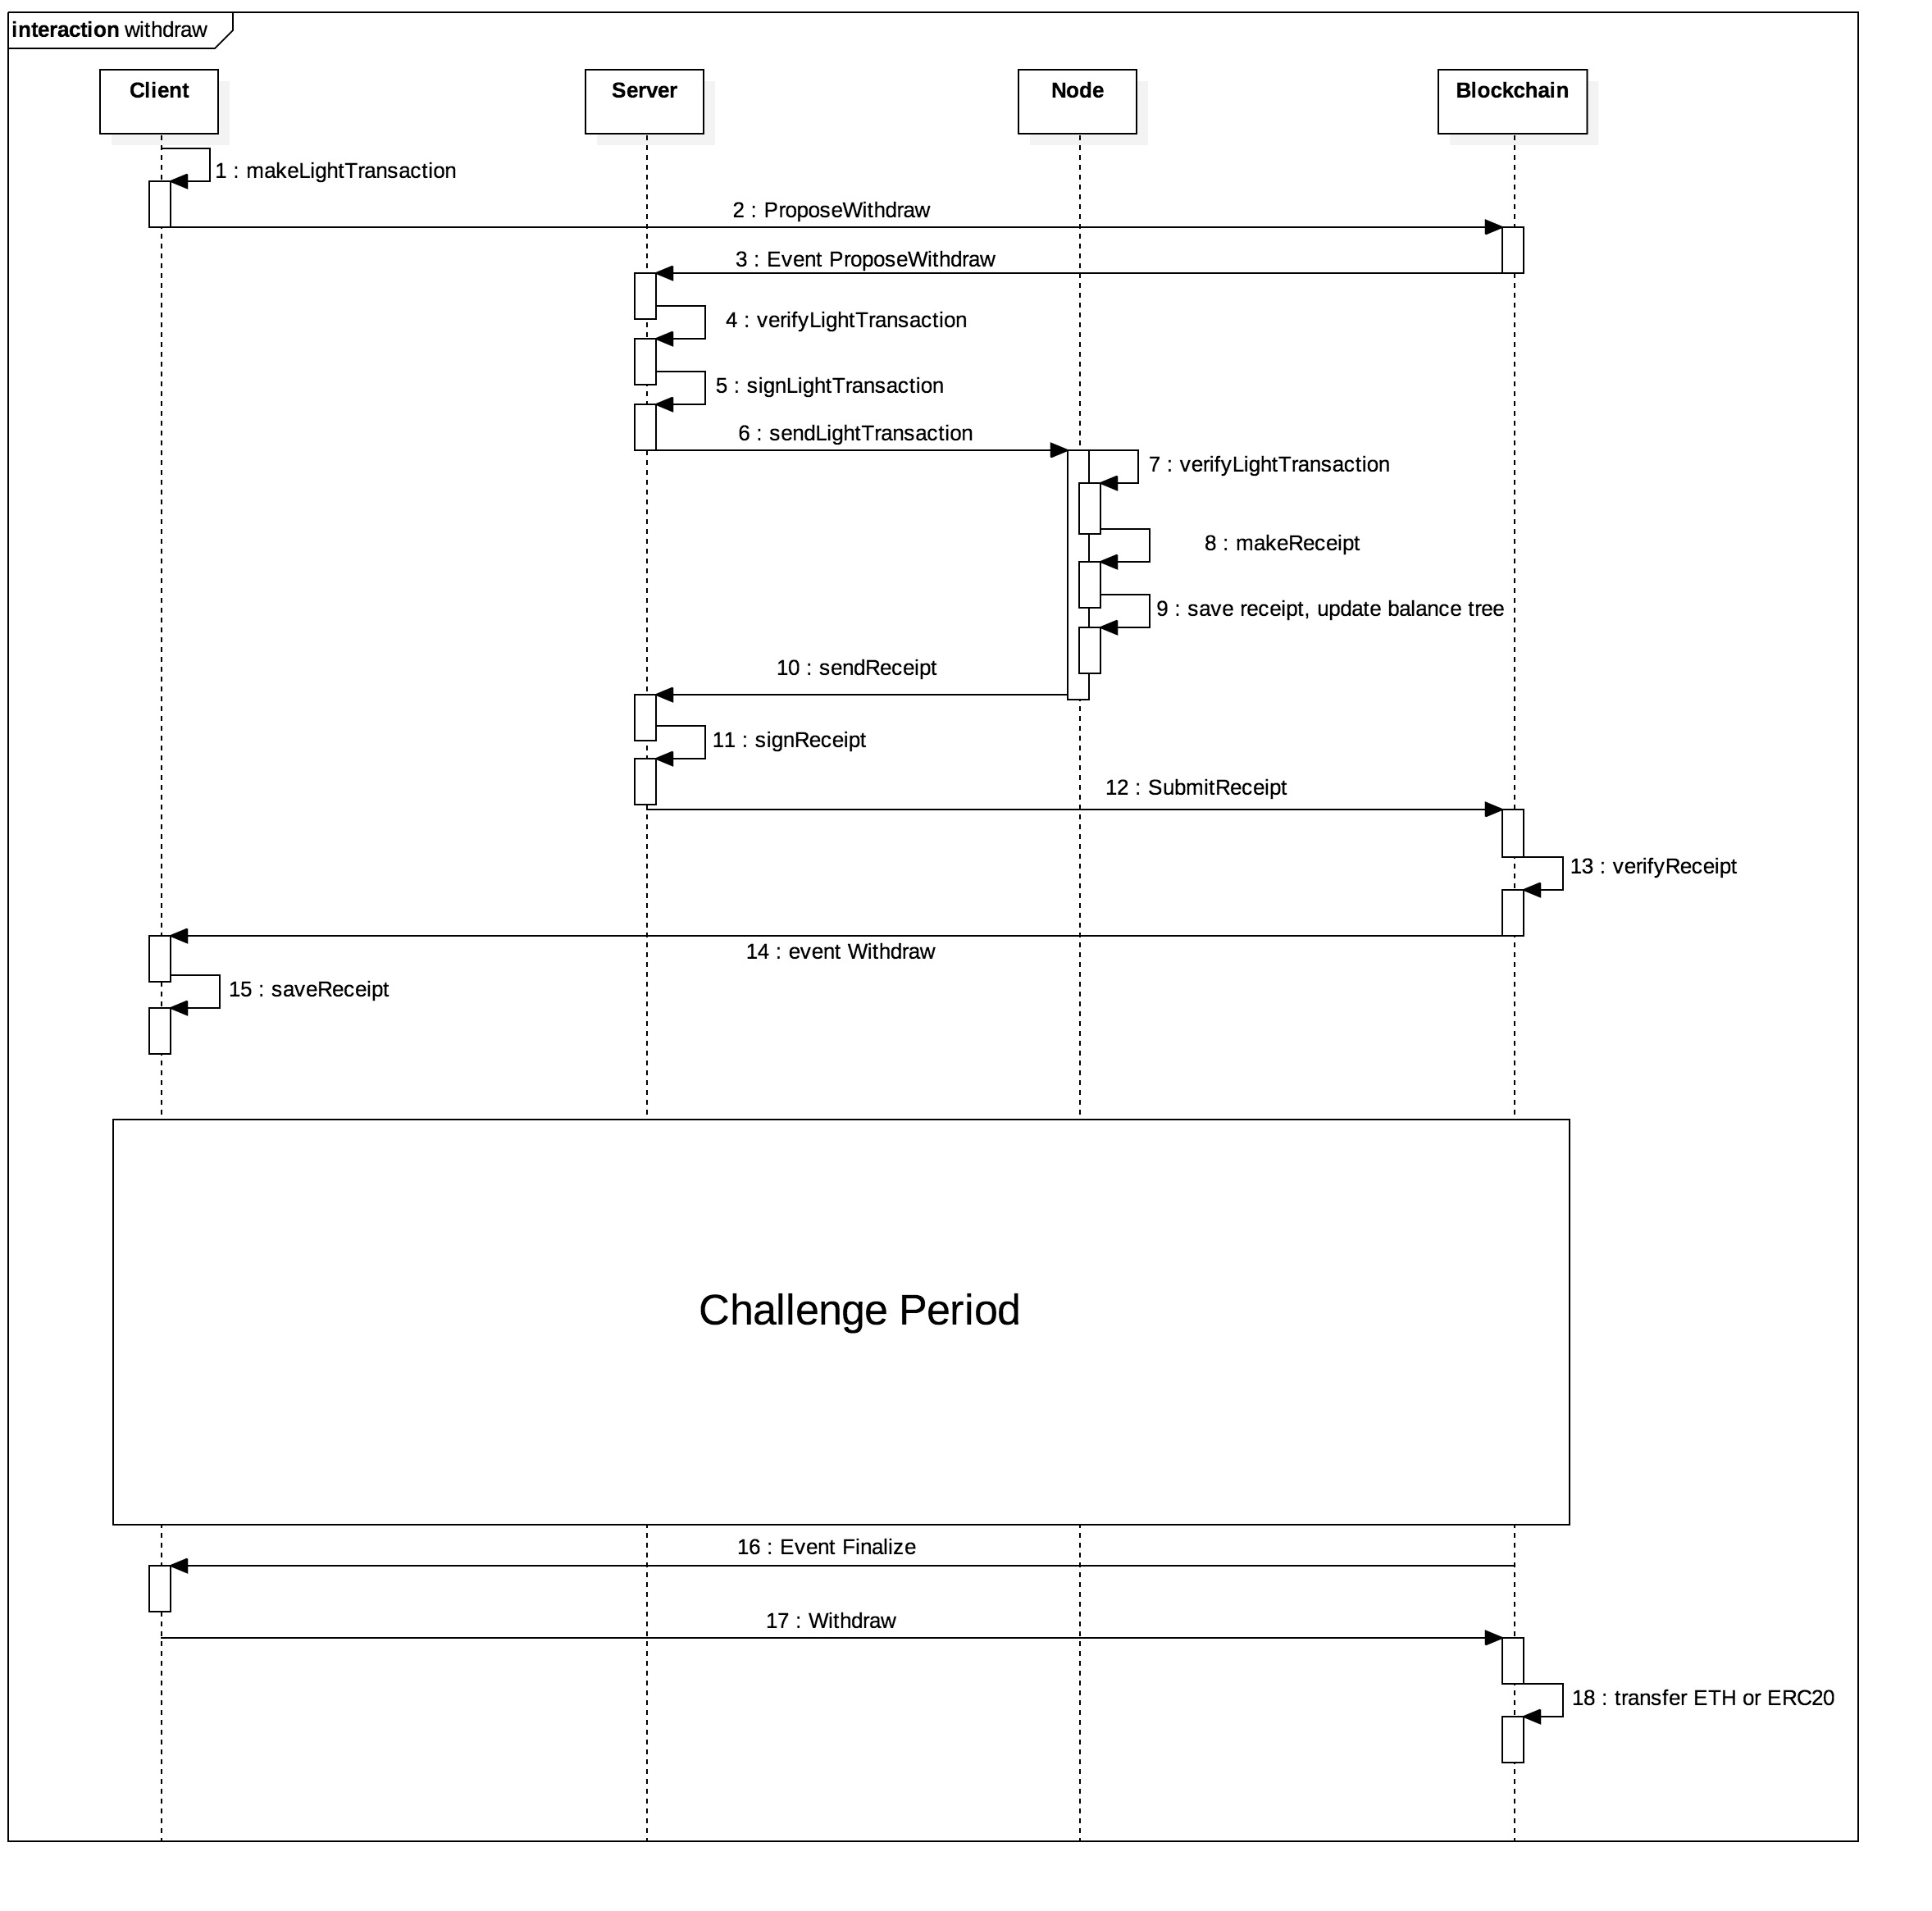 interaction withdraw
Client
Server
Node
Blockchain
1 : makeLightTransaction
2 : ProposeWithdraw
3 : Event ProposeWithdraw
4 : verifyLightTransaction
5 : signLightTransaction
6 : sendLightTransaction
7 : verifyLightTransaction
8 : makeReceipt
9 : save receipt, update balance tree
10 : sendReceipt
11 : signReceipt
12 : SubmitReceipt
13 : verifyReceipt
14 : event Withdraw
15 : saveReceipt
Challenge Period
16 : Event Finalize
17 : Withdraw
18 : transfer ETH or ERC20